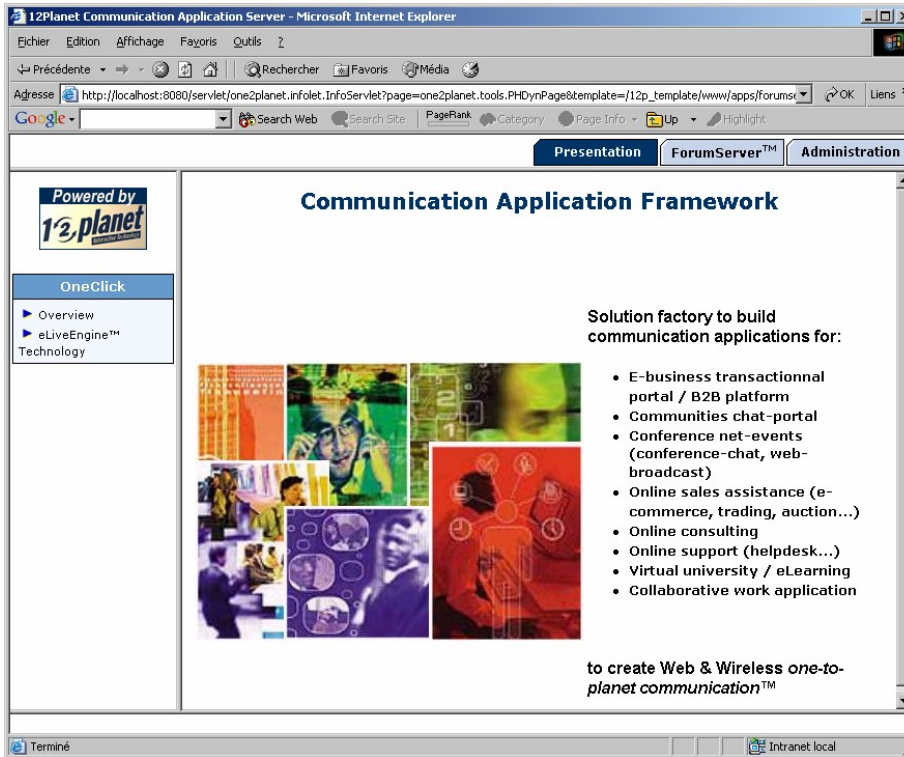 12Planet Communication Application Server - Microsoft Internet Explorer
Fichier Edition Affichage Favoris Outils ?
Précédente Rechercher Favoris Média
Adresse http://localhost:8080/servlet/one2planet.infolet.InfoServlet?page=one2planet.tools.PHDynPage&template=/12p_template/www/apps/forumse OK Liens
Google Search Web Search Site PageRank Category Page Info Up Highlight
Presentation ForumServer™ Administration
Powered by
12planet
Communication Application Framework
OneClick
Overview
eLiveEngine™
Technology
Solution factory to build
communication applications for:
• E-business transactionnal
portal / B2B platform
• Communities chat-portal
• Conference net-events
(conference-chat, web-
broadcast)
• Online sales assistance (e-
commerce, trading, auction...)
• Online consulting
• Online support (helpdesk...)
• Virtual university / eLearning
• Collaborative work application
to create Web & Wireless one-to-
planet communication™
Terminé Intranet local